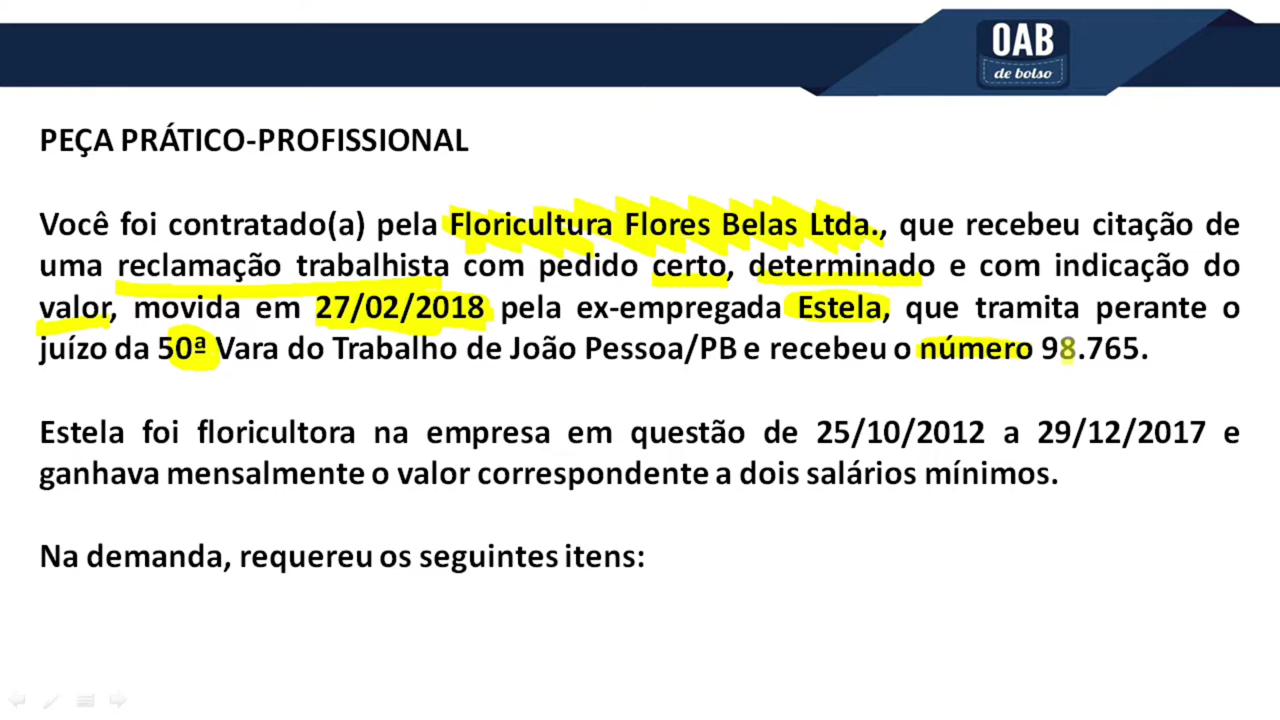 OAB
de bolso
PEÇA PRÁTICO-PROFISSIONAL
Você foi contratado(a) pela Floricultura Flores Belas Ltda., que recebeu citação de
uma reclamação trabalhista com pedido certo, determinado e com indicação do
valor, movida em 27/02/2018 pela ex-empregada Estela, que tramita perante o
juízo da 50ª Vara do Trabalho de João Pessoa/PB e recebeu o número 98.765.
Estela foi floricultora na empresa em questão de 25/10/2012 a 29/12/2017 e
ganhava mensalmente o valor correspondente a dois salários mínimos.
Na demanda, requereu os seguintes itens: